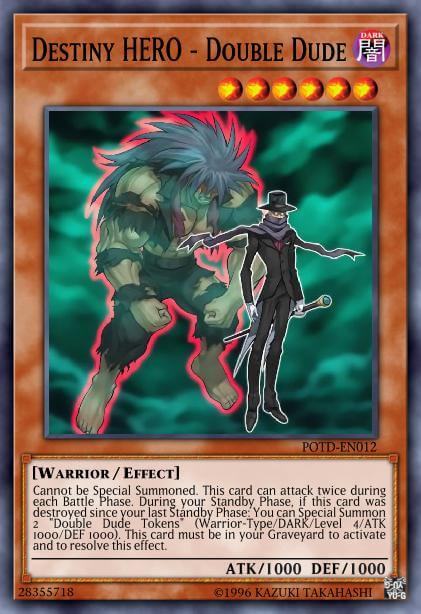 DESTINY HERO - DOUBLE DUDE
DARK
闇
POTD-EN012
[WARRIOR / EFFECT]
Cannot be Special Summoned. This card can attack twice during
each Battle Phase. During your Standby Phase, if this card was
destroyed since your last Standby Phase: You can Special Summon
2 "Double Dude Tokens" (Warrior-Type/DARK/Level 4/ATK
1000/DEF 1000). This card must be in your Graveyard to activate
and to resolve this effect.
ATK/1000 DEF/1000
28355718
©1996 KAZUKI TAKAHASHI